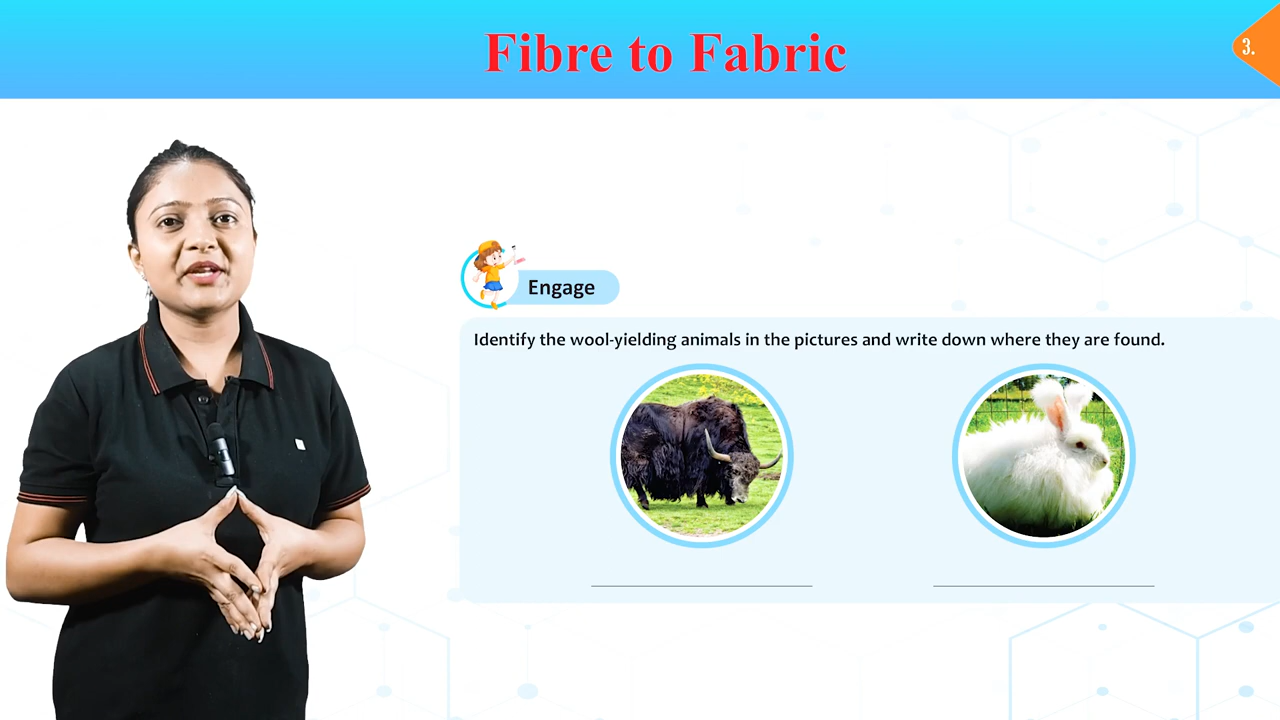 Fibre to Fabric
3.
Engage
Identify the wool-yielding animals in the pictures and write down where they are found.